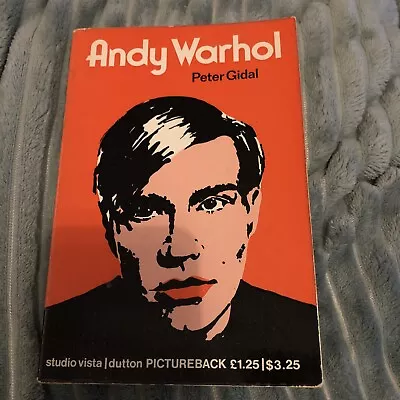 Andy Warhol
Peter Gidal
studio vista|dutton PICTUREBACK £1.25|$3.25